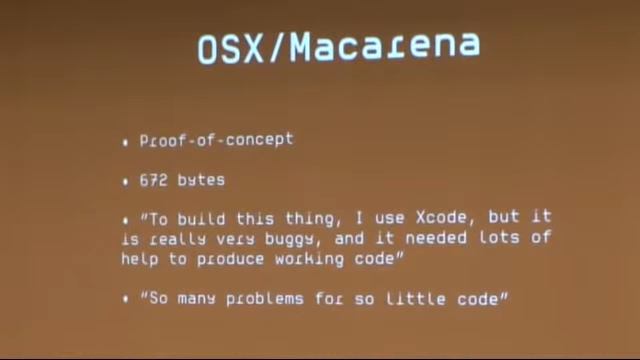 OSX/Macarena
• Proof-of-concept
• 672 bytes
• "To build this thing, I use Xcode, but it
is really very buggy, and it needed lots of
help to produce working code"
• "So many problems for so little code"